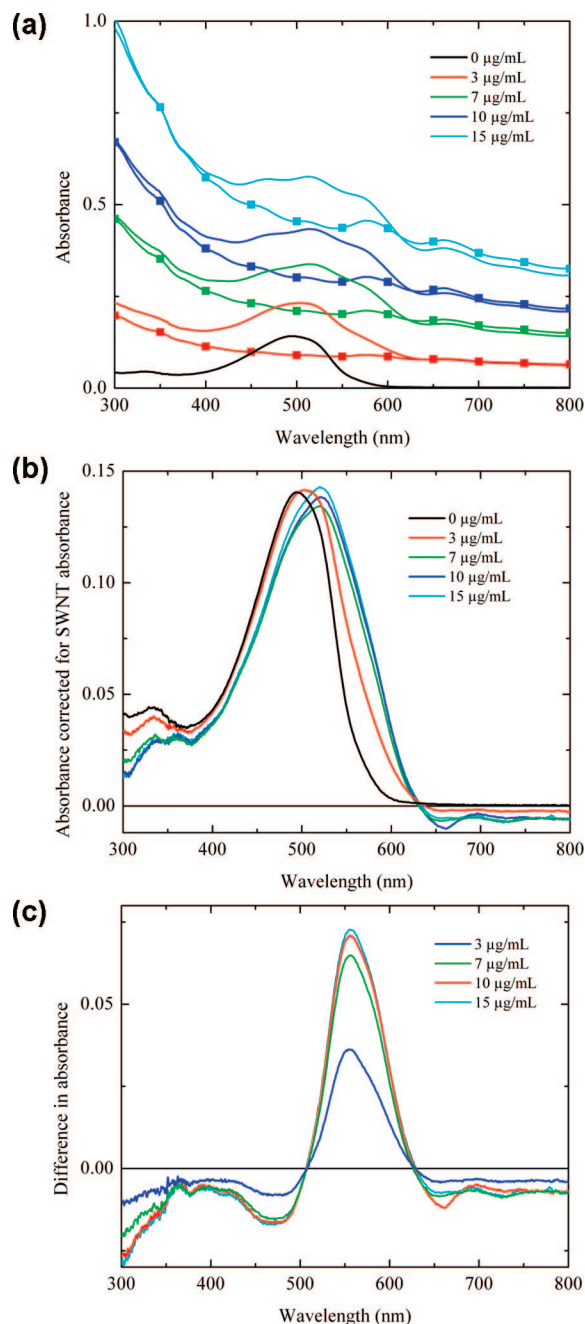 (a)
1.0
0.5
0.0
Absorbance
0 µg/mL
3 µg/mL
7 µg/mL
10 µg/mL
15 µg/mL
300 400 500 600 700 800
Wavelength (nm)
(b)
0.15
0.10
0.05
0.00
Absorbance corrected for SWNT absorbance
0 µg/mL
3 µg/mL
7 µg/mL
10 µg/mL
15 µg/mL
300 400 500 600 700 800
Wavelength (nm)
(c)
0.05
0.00
Difference in absorbance
3 µg/mL
7 µg/mL
10 µg/mL
15 µg/mL
300 400 500 600 700 800
Wavelength (nm)